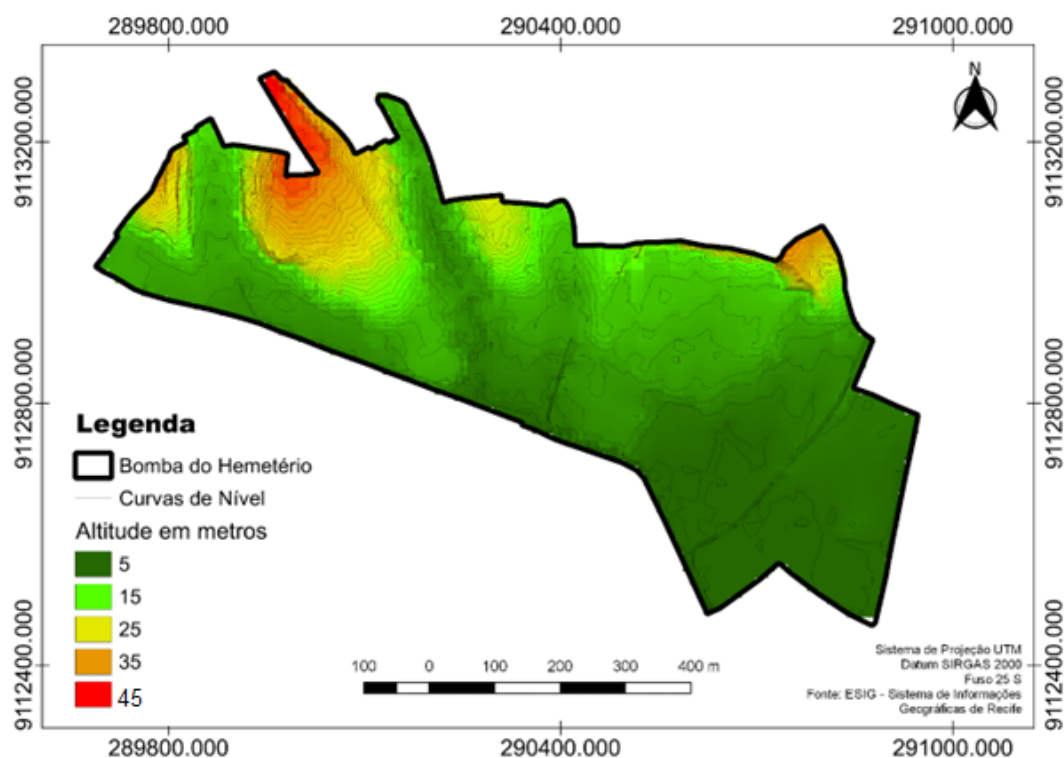 289800.000 290400.000 291000.000
N
9113200.000 9113200.000
9112800.000 9112800.000
Legenda
Bomba do Hemetério
Curvas de Nível
Altitude em metros
5
15
25
35
45
100 0 100 200 300 400 m
Sistema de Projeção UTM
Datum SIRGAS 2000
Fuso 25 S
Fonte: ESIG - Sistema de Informações
Geográficas de Recife
9112400.000 9112400.000
289800.000 290400.000 291000.000